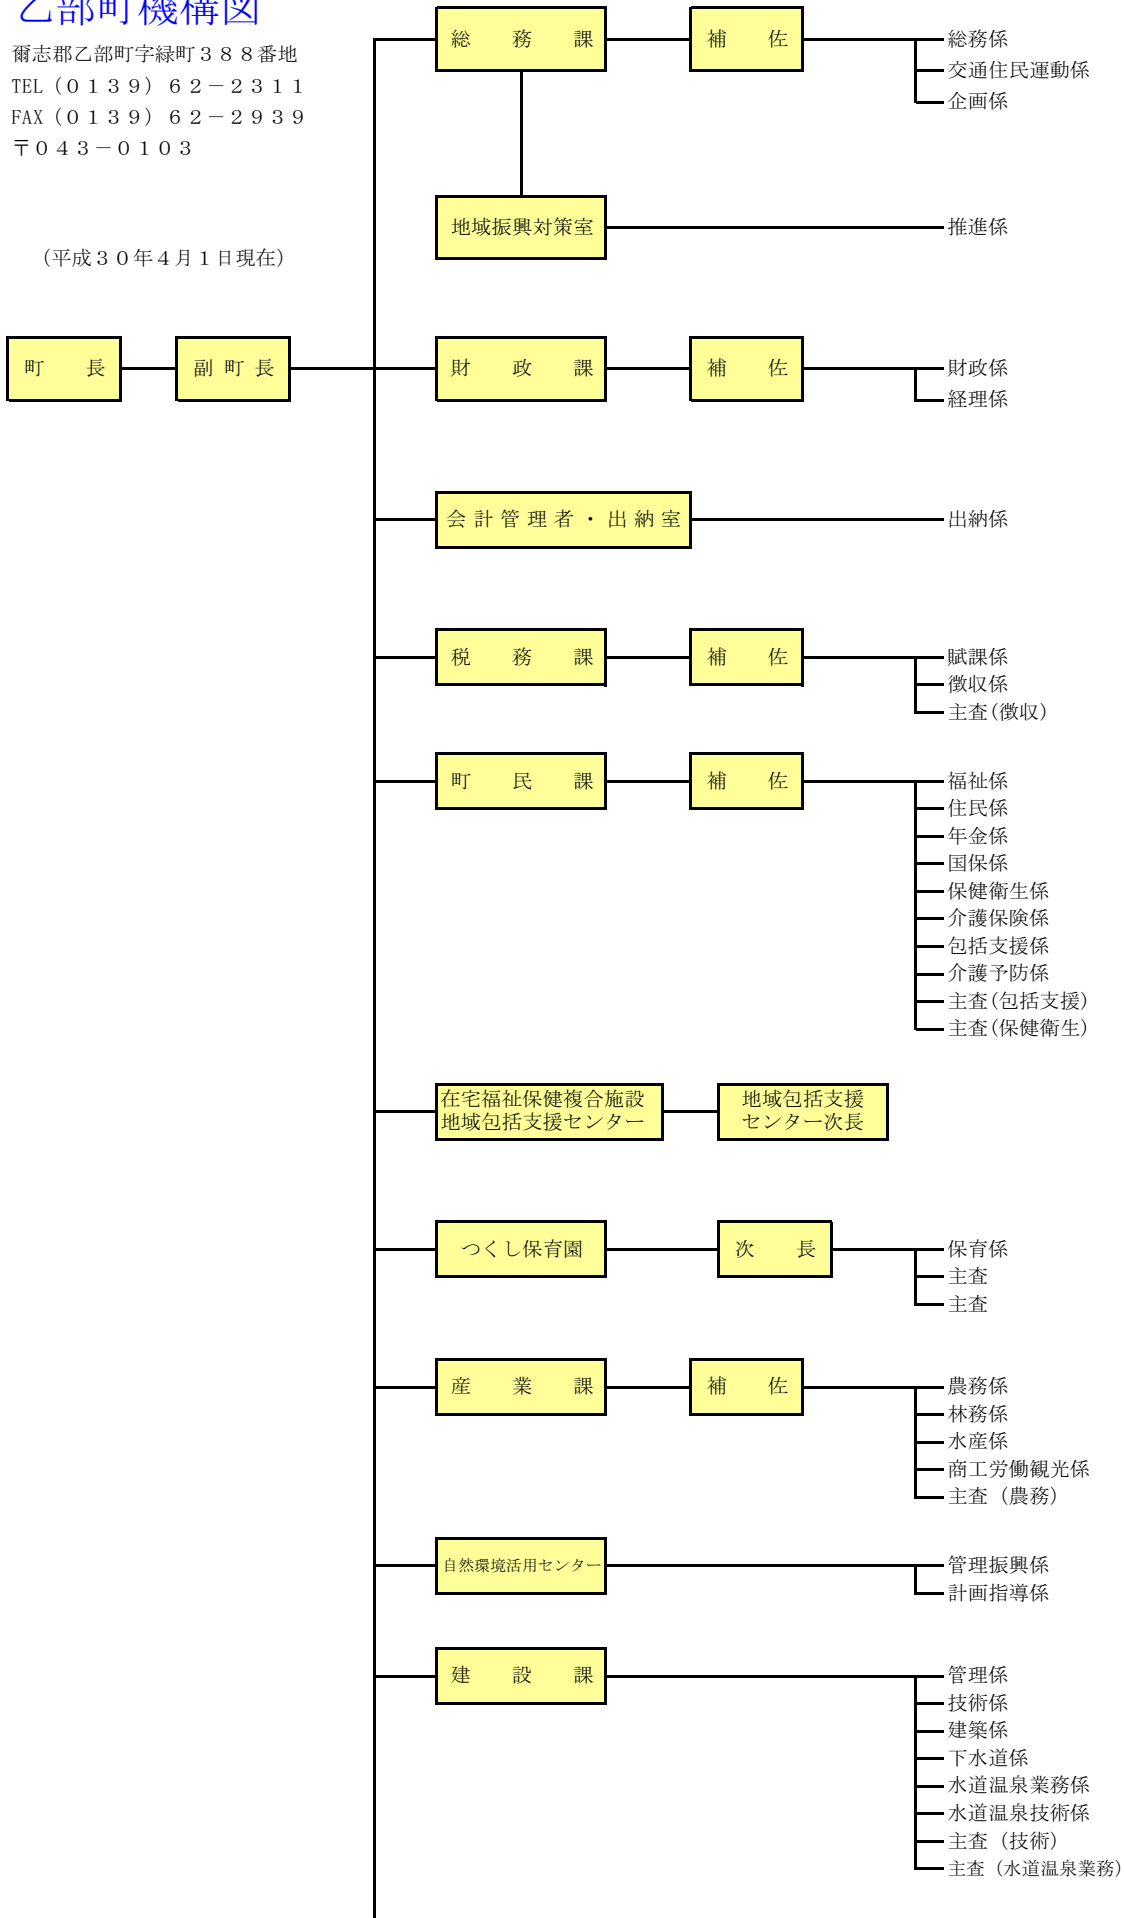 乙部町機構図
爾志郡乙部町字緑町３８８番地
TEL（０１３９）６２－２３１１
FAX（０１３９）６２－２９３９
〒０４３－０１０３
（平成３０年４月１日現在）
町　長
副 町 長
総　務　課
補　佐
総務係
交通住民運動係
企画係
地域振興対策室
推進係
財　政　課
補　佐
財政係
経理係
会 計 管 理 者 ・ 出 納 室
出納係
税　務　課
補　佐
賦課係
徴収係
主査(徴収)
町　民　課
補　佐
福祉係
住民係
年金係
国保係
保健衛生係
介護保険係
包括支援係
介護予防係
主査(包括支援)
主査(保健衛生)
在宅福祉保健複合施設
地域包括支援センター
地域包括支援
センター次長
つくし保育園
次　長
保育係
主査
主査
産　業　課
補　佐
農務係
林務係
水産係
商工労働観光係
主査（農務）
自然環境活用センター
管理振興係
計画指導係
建　設　課
管理係
技術係
建築係
下水道係
水道温泉業務係
水道温泉技術係
主査（技術）
主査（水道温泉業務）